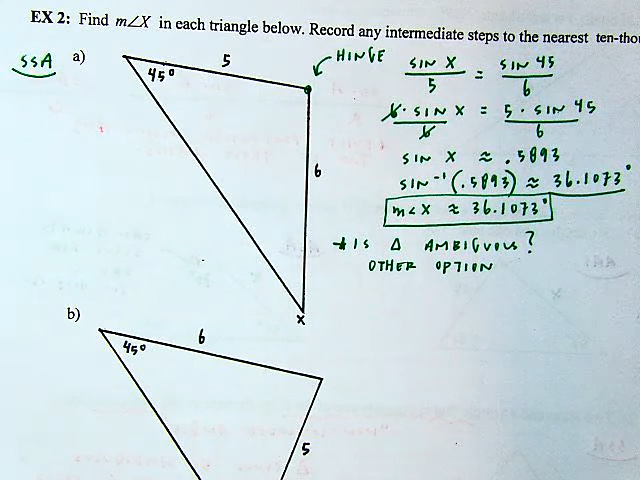 EX 2: Find m∠X in each triangle below. Record any intermediate steps to the nearest ten-thou
SSA a) 5 HINGE
45°
6
sin X / 5 = sin 45 / 6
6 · sin X / 6 = 5 · sin 45 / 6
sin X ≈ .5893
sin⁻¹(.5893) ≈ 36.1073°
m∠X ≈ 36.1073°
*IS Δ AMBIGUOUS?
OTHER OPTION
X
b) 6
45°
5